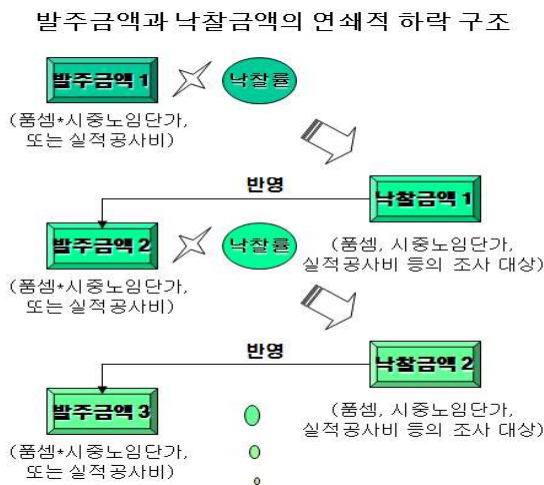 발주금액과 낙찰금액의 연쇄적 하락 구조
발주금액 1
낙찰률
(품셈*시중노임단가,
또는 실적공사비)
반영
낙찰금액 1
(품셈, 시중노임단가,
실적공사비 등의 조사 대상)
발주금액 2
낙찰률
(품셈*시중노임단가,
또는 실적공사비)
반영
낙찰금액 2
(품셈, 시중노임단가,
실적공사비 등의 조사 대상)
발주금액 3
(품셈*시중노임단가,
또는 실적공사비)